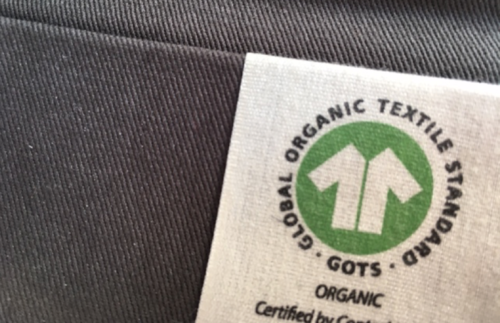 GLOBAL ORGANIC TEXTILE STANDARD
· GOTS ·
ORGANIC
Certified by